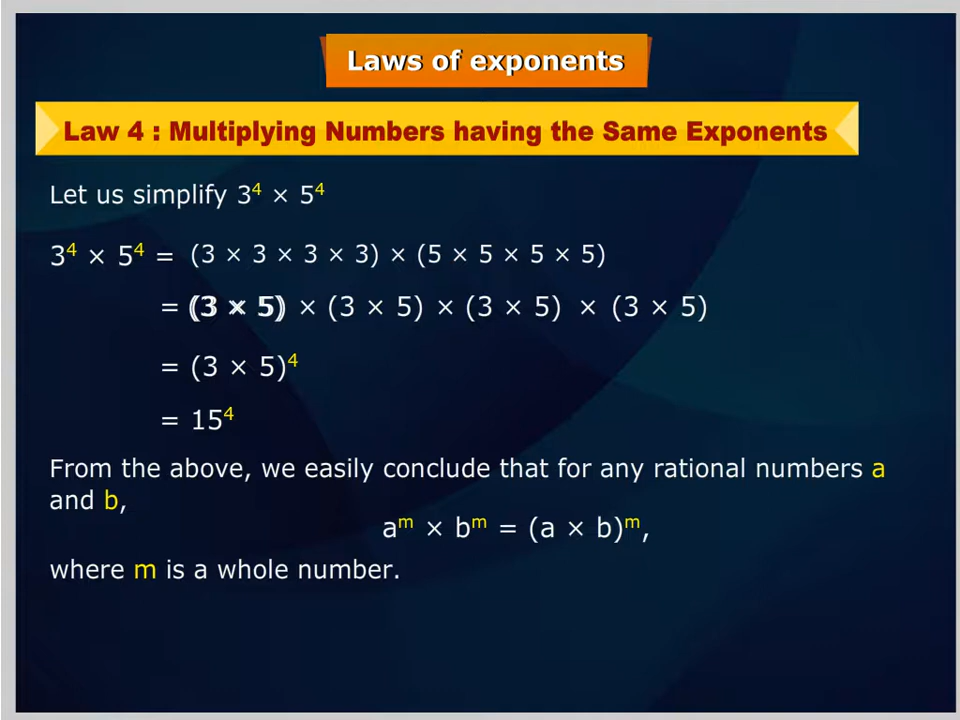 Laws of exponents
Law 4 : Multiplying Numbers having the Same Exponents
Let us simplify 3⁴ × 5⁴
3⁴ × 5⁴ = (3 × 3 × 3 × 3) × (5 × 5 × 5 × 5)
= (3 × 5) × (3 × 5) × (3 × 5) × (3 × 5)
= (3 × 5)⁴
= 15⁴
From the above, we easily conclude that for any rational numbers a
and b,
aᵐ × bᵐ = (a × b)ᵐ,
where m is a whole number.